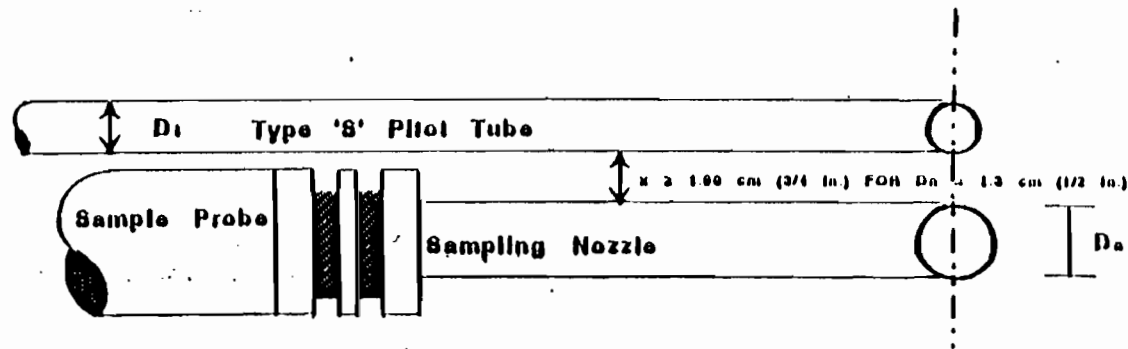 Dt Type 'S' Pitot Tube
x ≥ 1.90 cm (3/4 in.) FOR Dn = 1.3 cm (1/2 in.)
Sample Probe
Sampling Nozzle
Dn